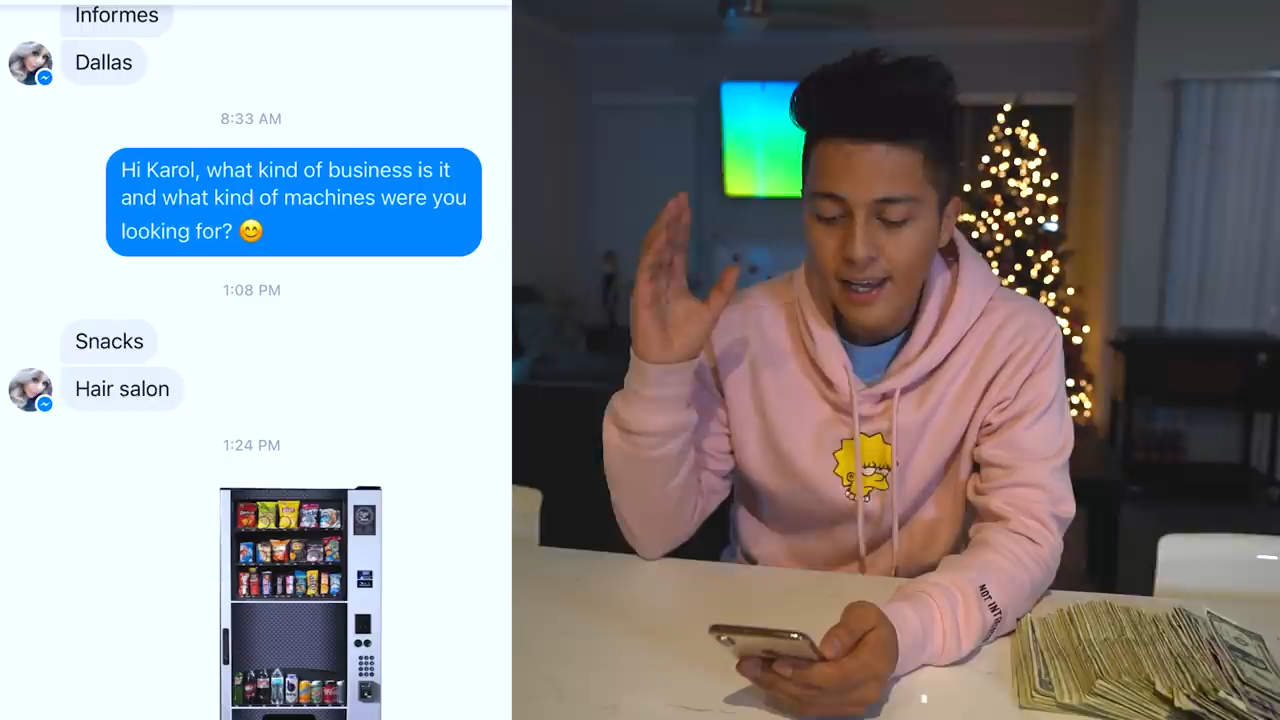 Informes
Dallas
8:33 AM
Hi Karol, what kind of business is it
and what kind of machines were you
looking for? 😊
1:08 PM
Snacks
Hair salon
1:24 PM